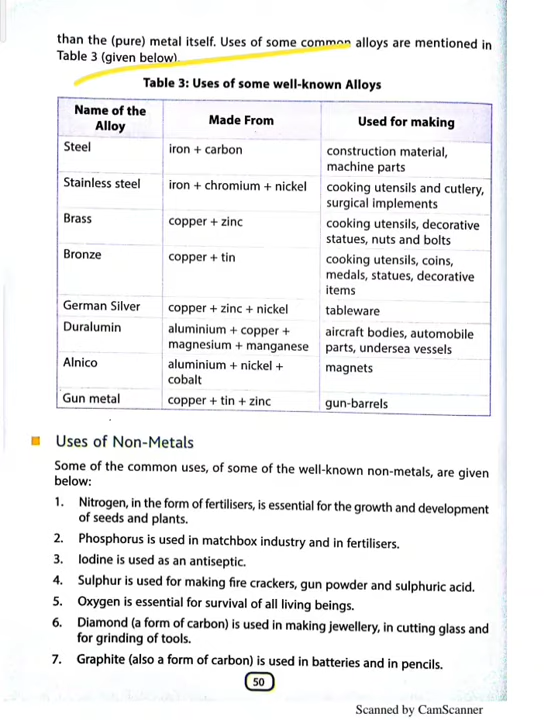 than the (pure) metal itself. Uses of some common alloys are mentioned in
Table 3 (given below).
Table 3: Uses of some well-known Alloys
Name of the Alloy Made From Used for making
Steel iron + carbon construction material, machine parts
Stainless steel iron + chromium + nickel cooking utensils and cutlery, surgical implements
Brass copper + zinc cooking utensils, decorative statues, nuts and bolts
Bronze copper + tin cooking utensils, coins, medals, statues, decorative items
German Silver copper + zinc + nickel tableware
Duralumin aluminium + copper + magnesium + manganese aircraft bodies, automobile parts, undersea vessels
Alnico aluminium + nickel + cobalt magnets
Gun metal copper + tin + zinc gun-barrels
Uses of Non-Metals
Some of the common uses, of some of the well-known non-metals, are given
below:
1. Nitrogen, in the form of fertilisers, is essential for the growth and development
of seeds and plants.
2. Phosphorus is used in matchbox industry and in fertilisers.
3. Iodine is used as an antiseptic.
4. Sulphur is used for making fire crackers, gun powder and sulphuric acid.
5. Oxygen is essential for survival of all living beings.
6. Diamond (a form of carbon) is used in making jewellery, in cutting glass and
for grinding of tools.
7. Graphite (also a form of carbon) is used in batteries and in pencils.
50
Scanned by CamScanner